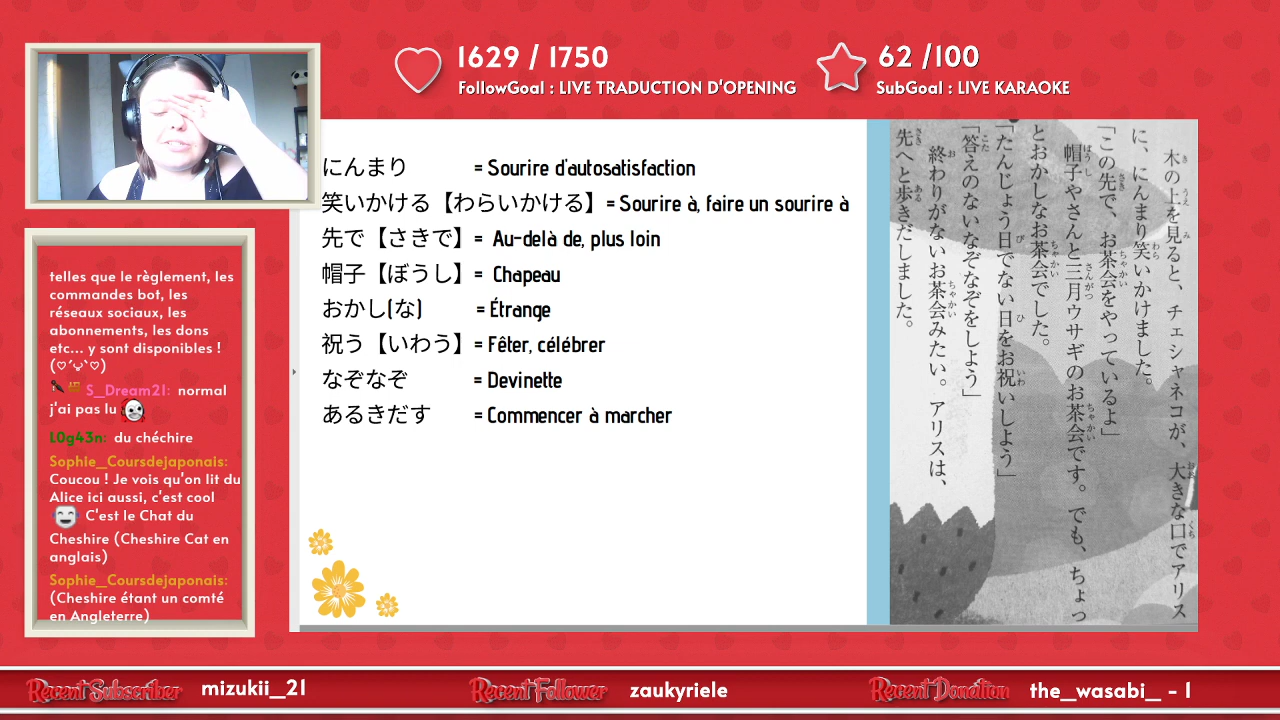 1629 / 1750
FollowGoal : LIVE TRADUCTION D'OPENING
62 /100
SubGoal : LIVE KARAOKE
にんまり = Sourire d'autosatisfaction
笑いかける【わらいかける】= Sourire à, faire un sourire à
先で【さきで】= Au-delà de, plus loin
帽子【ぼうし】= Chapeau
おかし(な) = Étrange
祝う【いわう】= Fêter, célébrer
なぞなぞ = Devinette
あるきだす = Commencer à marcher
木の上を見ると、チェシャネコが、大きな口でアリス
に、にんまり笑いかけました。
「この先で、お茶会をやっているよ」
帽子やさんと三月ウサギのお茶会です。でも、ちょっ
とおかしなお茶会でした。
「たんじょう日でない日をお祝いしよう」
「答えのないなぞなぞをしよう」
終わりがないお茶会みたい。アリスは、
先へと歩きだしました。
telles que le règlement, les
commandes bot, les
réseaux sociaux, les
abonnements, les dons
etc... y sont disponibles !
(♡ˊᴗˋ♡)
S_Dream21: normal
j'ai pas lu
L0g43n: du chéchire
Sophie_Coursdejaponais:
Coucou ! Je vois qu'on lit du
Alice ici aussi, c'est cool
C'est le Chat du
Cheshire (Cheshire Cat en
anglais)
Sophie_Coursdejaponais:
(Cheshire étant un comté
en Angleterre)
Recent Subscriber mizukii_21
Recent Follower zaukyriele
Recent Donation the_wasabi_ - 1